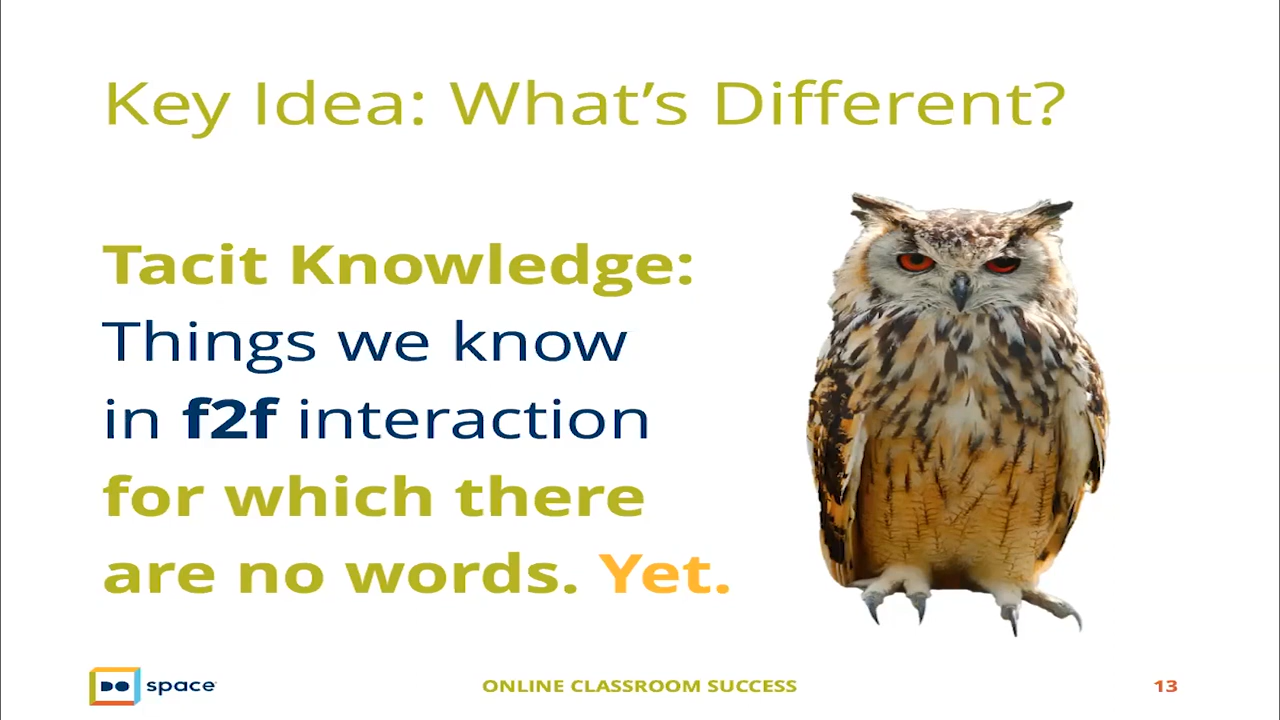 Key Idea: What’s Different?
Tacit Knowledge:
Things we know
in f2f interaction
for which there
are no words. Yet.
DO space
ONLINE CLASSROOM SUCCESS
13